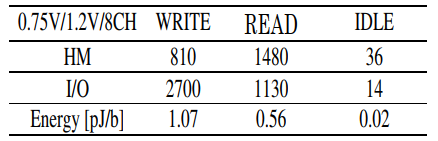 0.75V/1.2V/8CH WRITE READ IDLE
HM 810 1480 36
I/O 2700 1130 14
Energy [pJ/b] 1.07 0.56 0.02